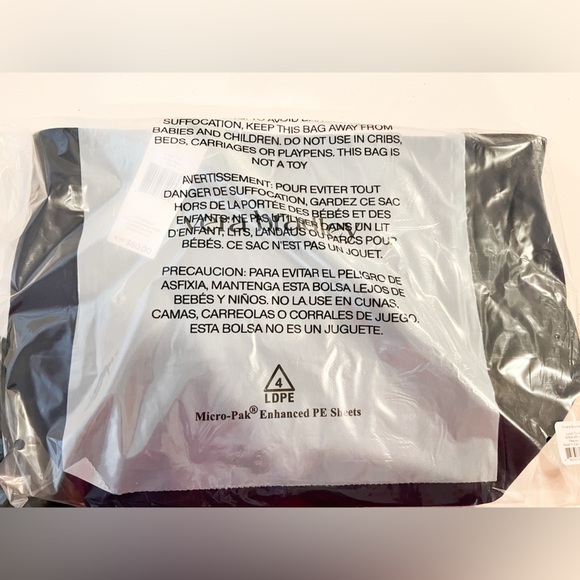 SUFFOCATION, KEEP THIS BAG AWAY FROM
BABIES AND CHILDREN. DO NOT USE IN CRIBS,
BEDS, CARRIAGES OR PLAYPENS. THIS BAG IS
NOT A TOY
AVERTISSEMENT: POUR EVITER TOUT
DANGER DE SUFFOCATION, GARDEZ CE SAC
HORS DE LA PORTÉE DES BÉBÉS ET DES
ENFANTS: NE PAS UTILISER DANS UN LIT
vera bradley
D'ENFANT: LITS, LANDAUS OU PARCS POUR
BÉBÉS. CE SAC N'EST PAS UN JOUET.
PRECAUCION: PARA EVITAR EL PELIGRO DE
ASFIXIA, MANTENGA ESTA BOLSA LEJOS DE
BEBÉS Y NIÑOS. NO LA USE EN CUNAS,
CAMAS, CARREOLAS O CORRALES DE JUEGO.
ESTA BOLSA NO ES UN JUGUETE.
4
LDPE
Micro-Pak® Enhanced PE Sheets